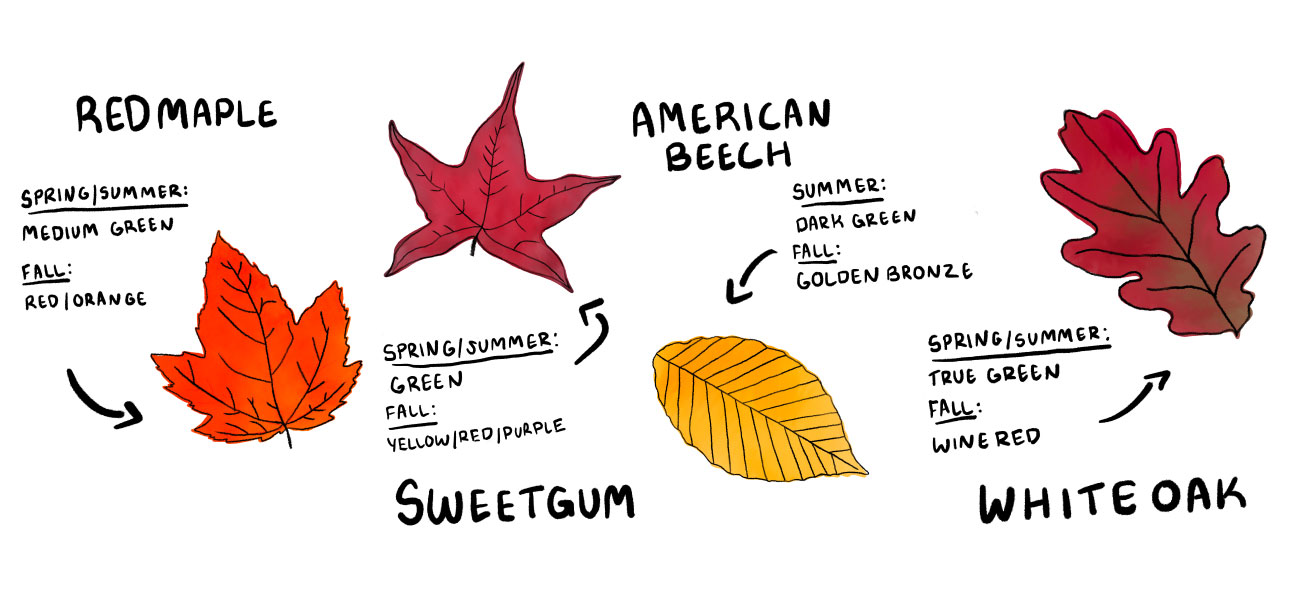 RED MAPLE
SPRING/SUMMER:
MEDIUM GREEN
FALL:
RED/ORANGE
SPRING/SUMMER:
GREEN
FALL:
YELLOW/RED/PURPLE
SWEETGUM
AMERICAN
BEECH
SUMMER:
DARK GREEN
FALL:
GOLDEN BRONZE
SPRING/SUMMER:
TRUE GREEN
FALL:
WINE RED
WHITE OAK